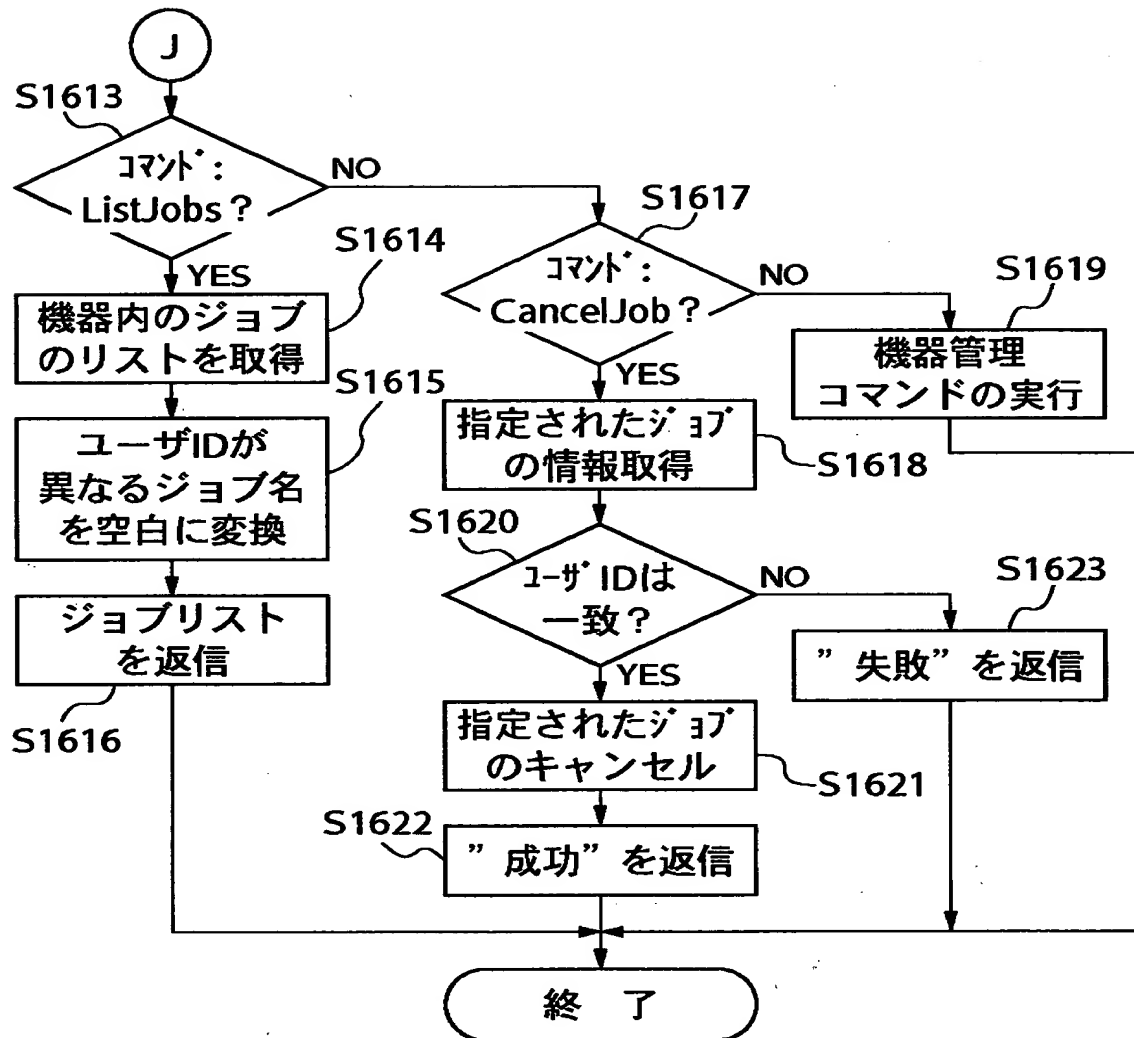 J
S1613
コマンド:
ListJobs?
NO
YES
S1614
機器内のジョブ
のリストを取得
S1615
ユーザIDが
異なるジョブ名
を空白に変換
ジョブリスト
を返信
S1616
S1617
コマンド:
CancelJob?
NO
YES
S1619
機器管理
コマンドの実行
指定されたジョブ
の情報取得
S1618
S1620
ユーザIDは
一致?
NO
YES
S1623
”失敗”を返信
指定されたジョブ
のキャンセル
S1621
S1622
”成功”を返信
終 了